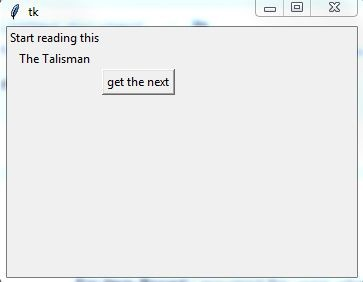 tk
Start reading this
The Talisman
get the next